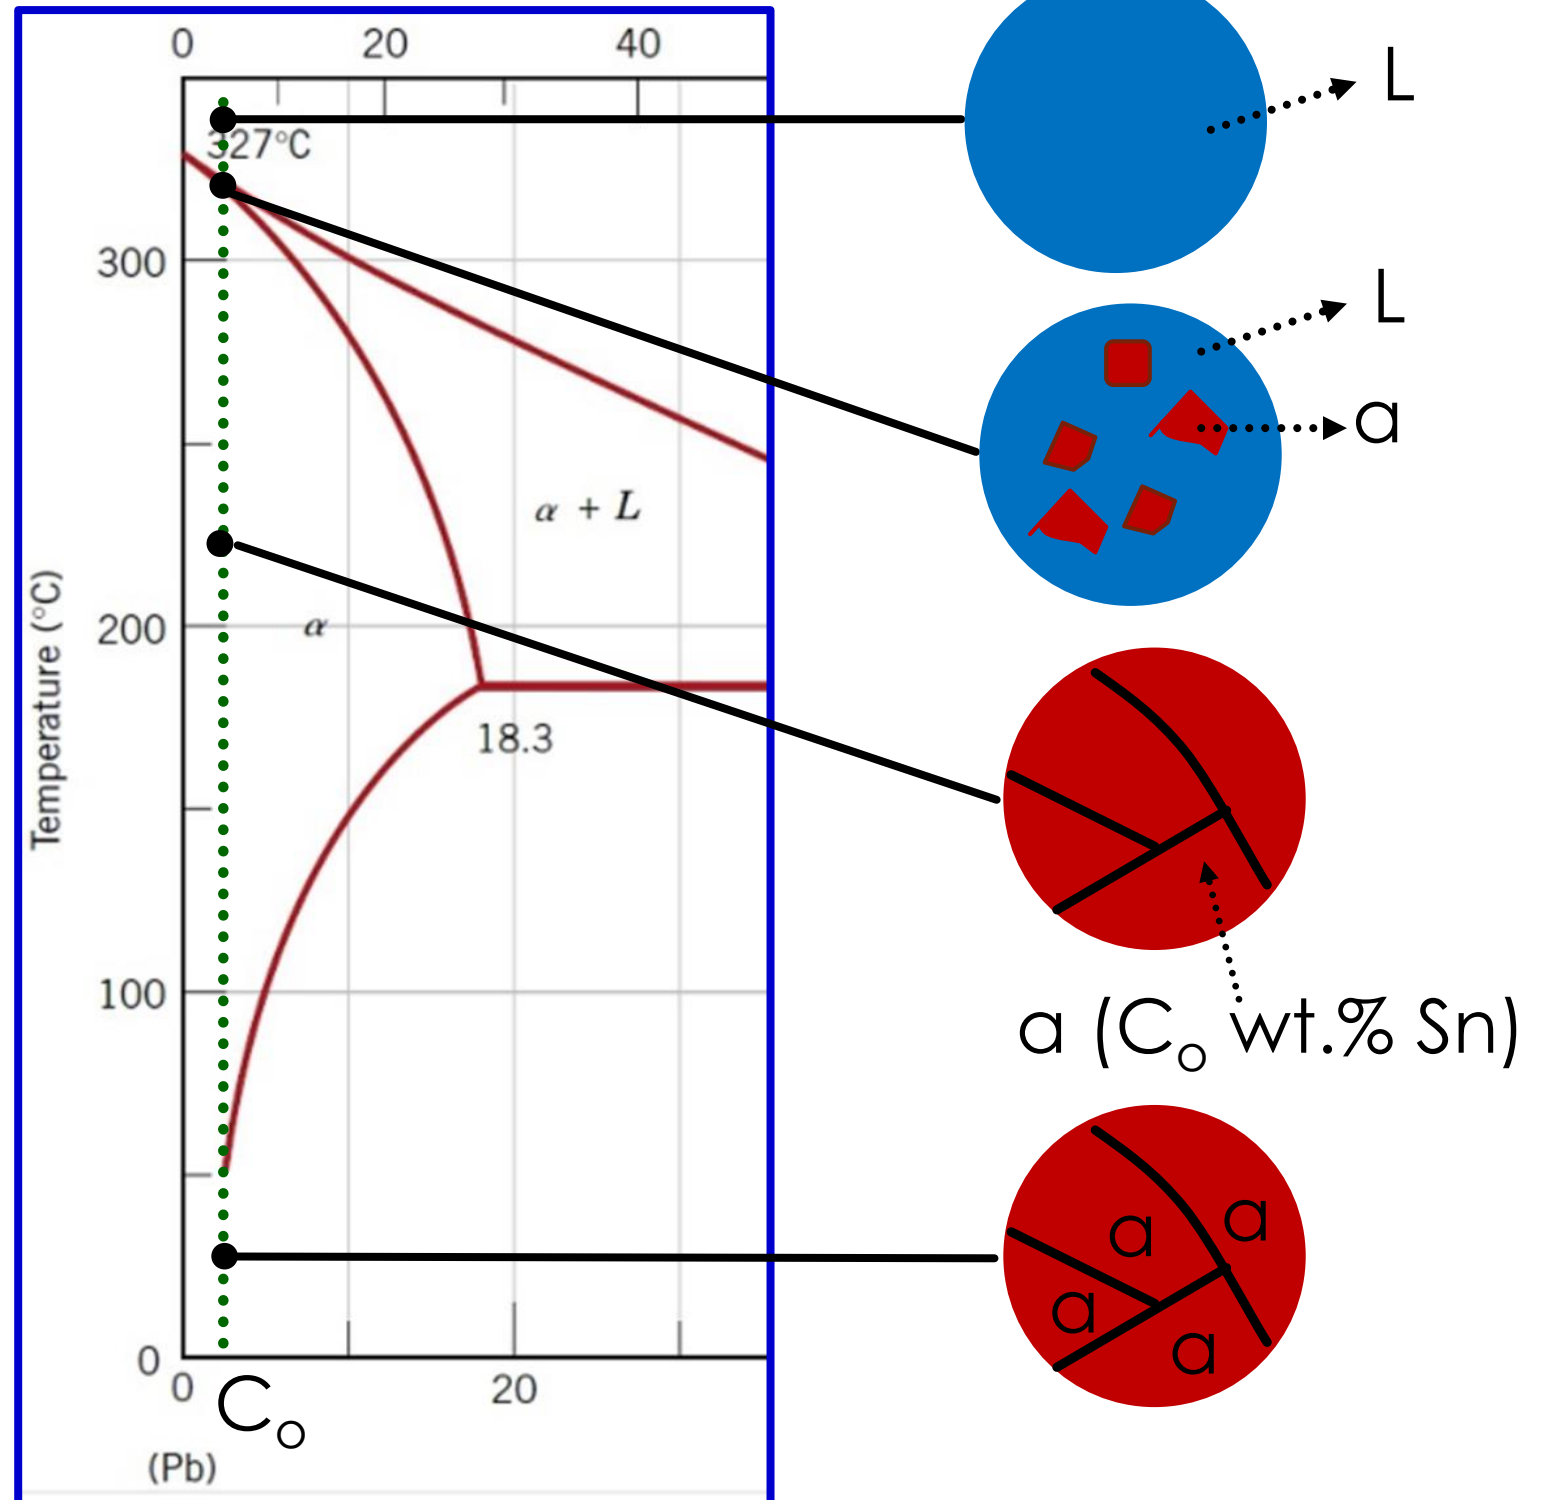 0 20 40
L
327°C
300
L
a
α + L
200
α
Temperature (°C)
18.3
100
a (Co wt.% Sn)
a
a
a
a
0
0 20
Co
(Pb)